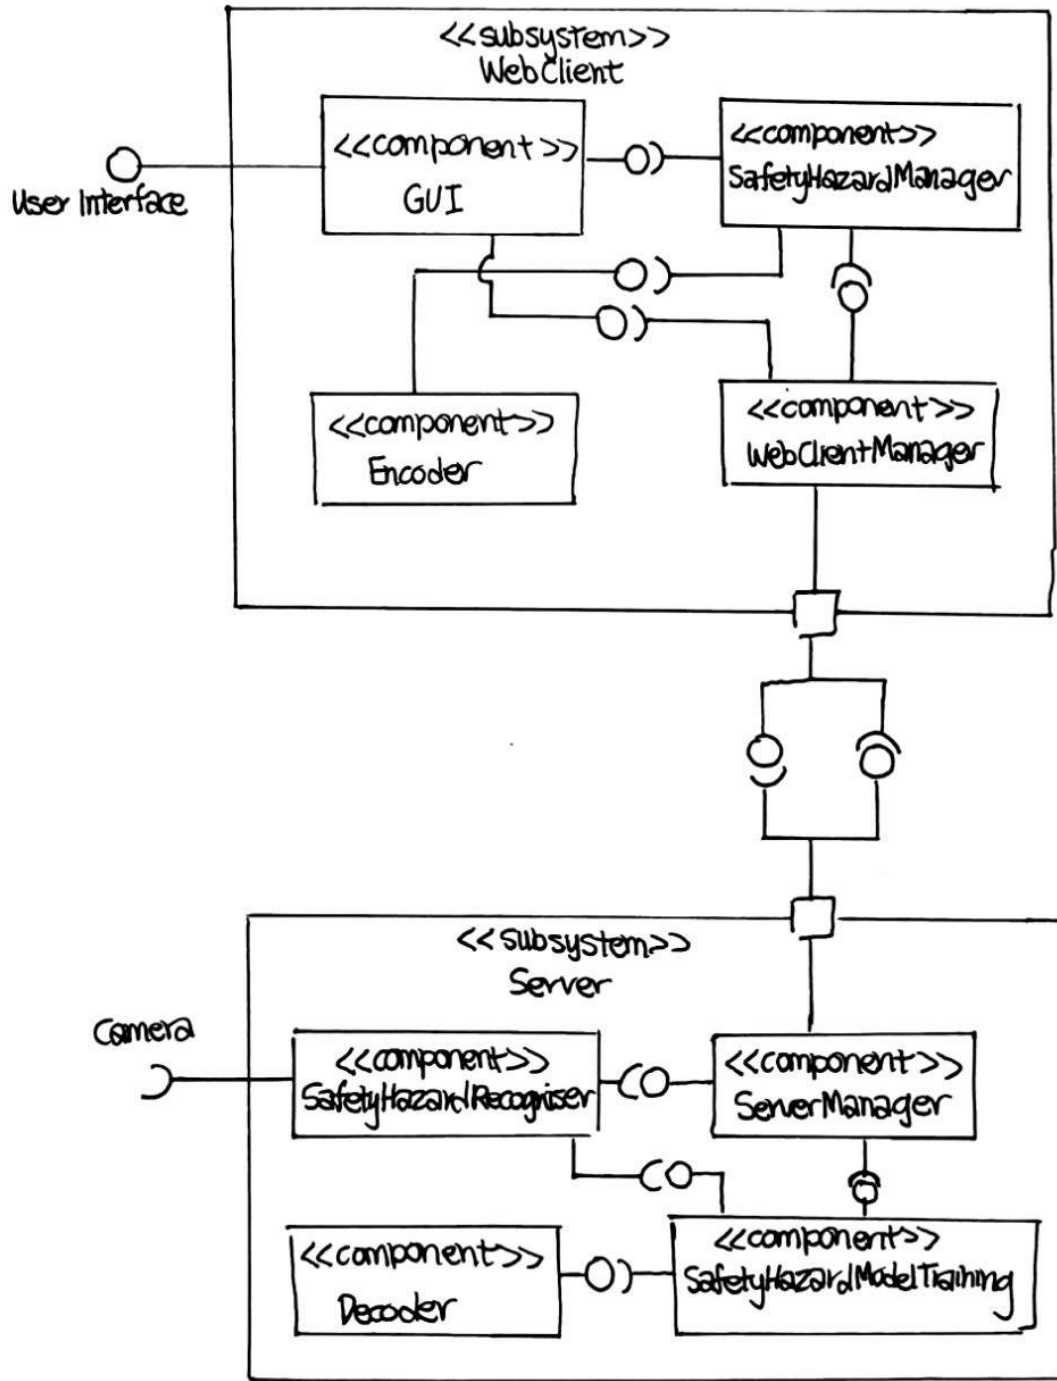 <<subsystem>>
WebClient
<<component>>
GUI
<<component>>
SafetyHazardManager
User Interface
<<component>>
Encoder
<<component>>
WebClientManager
<<subsystem>>
Server
Camera
<<component>>
SafetyHazardRecogniser
<<component>>
ServerManager
<<component>>
Decoder
<<component>>
SafetyHazardModelTraining